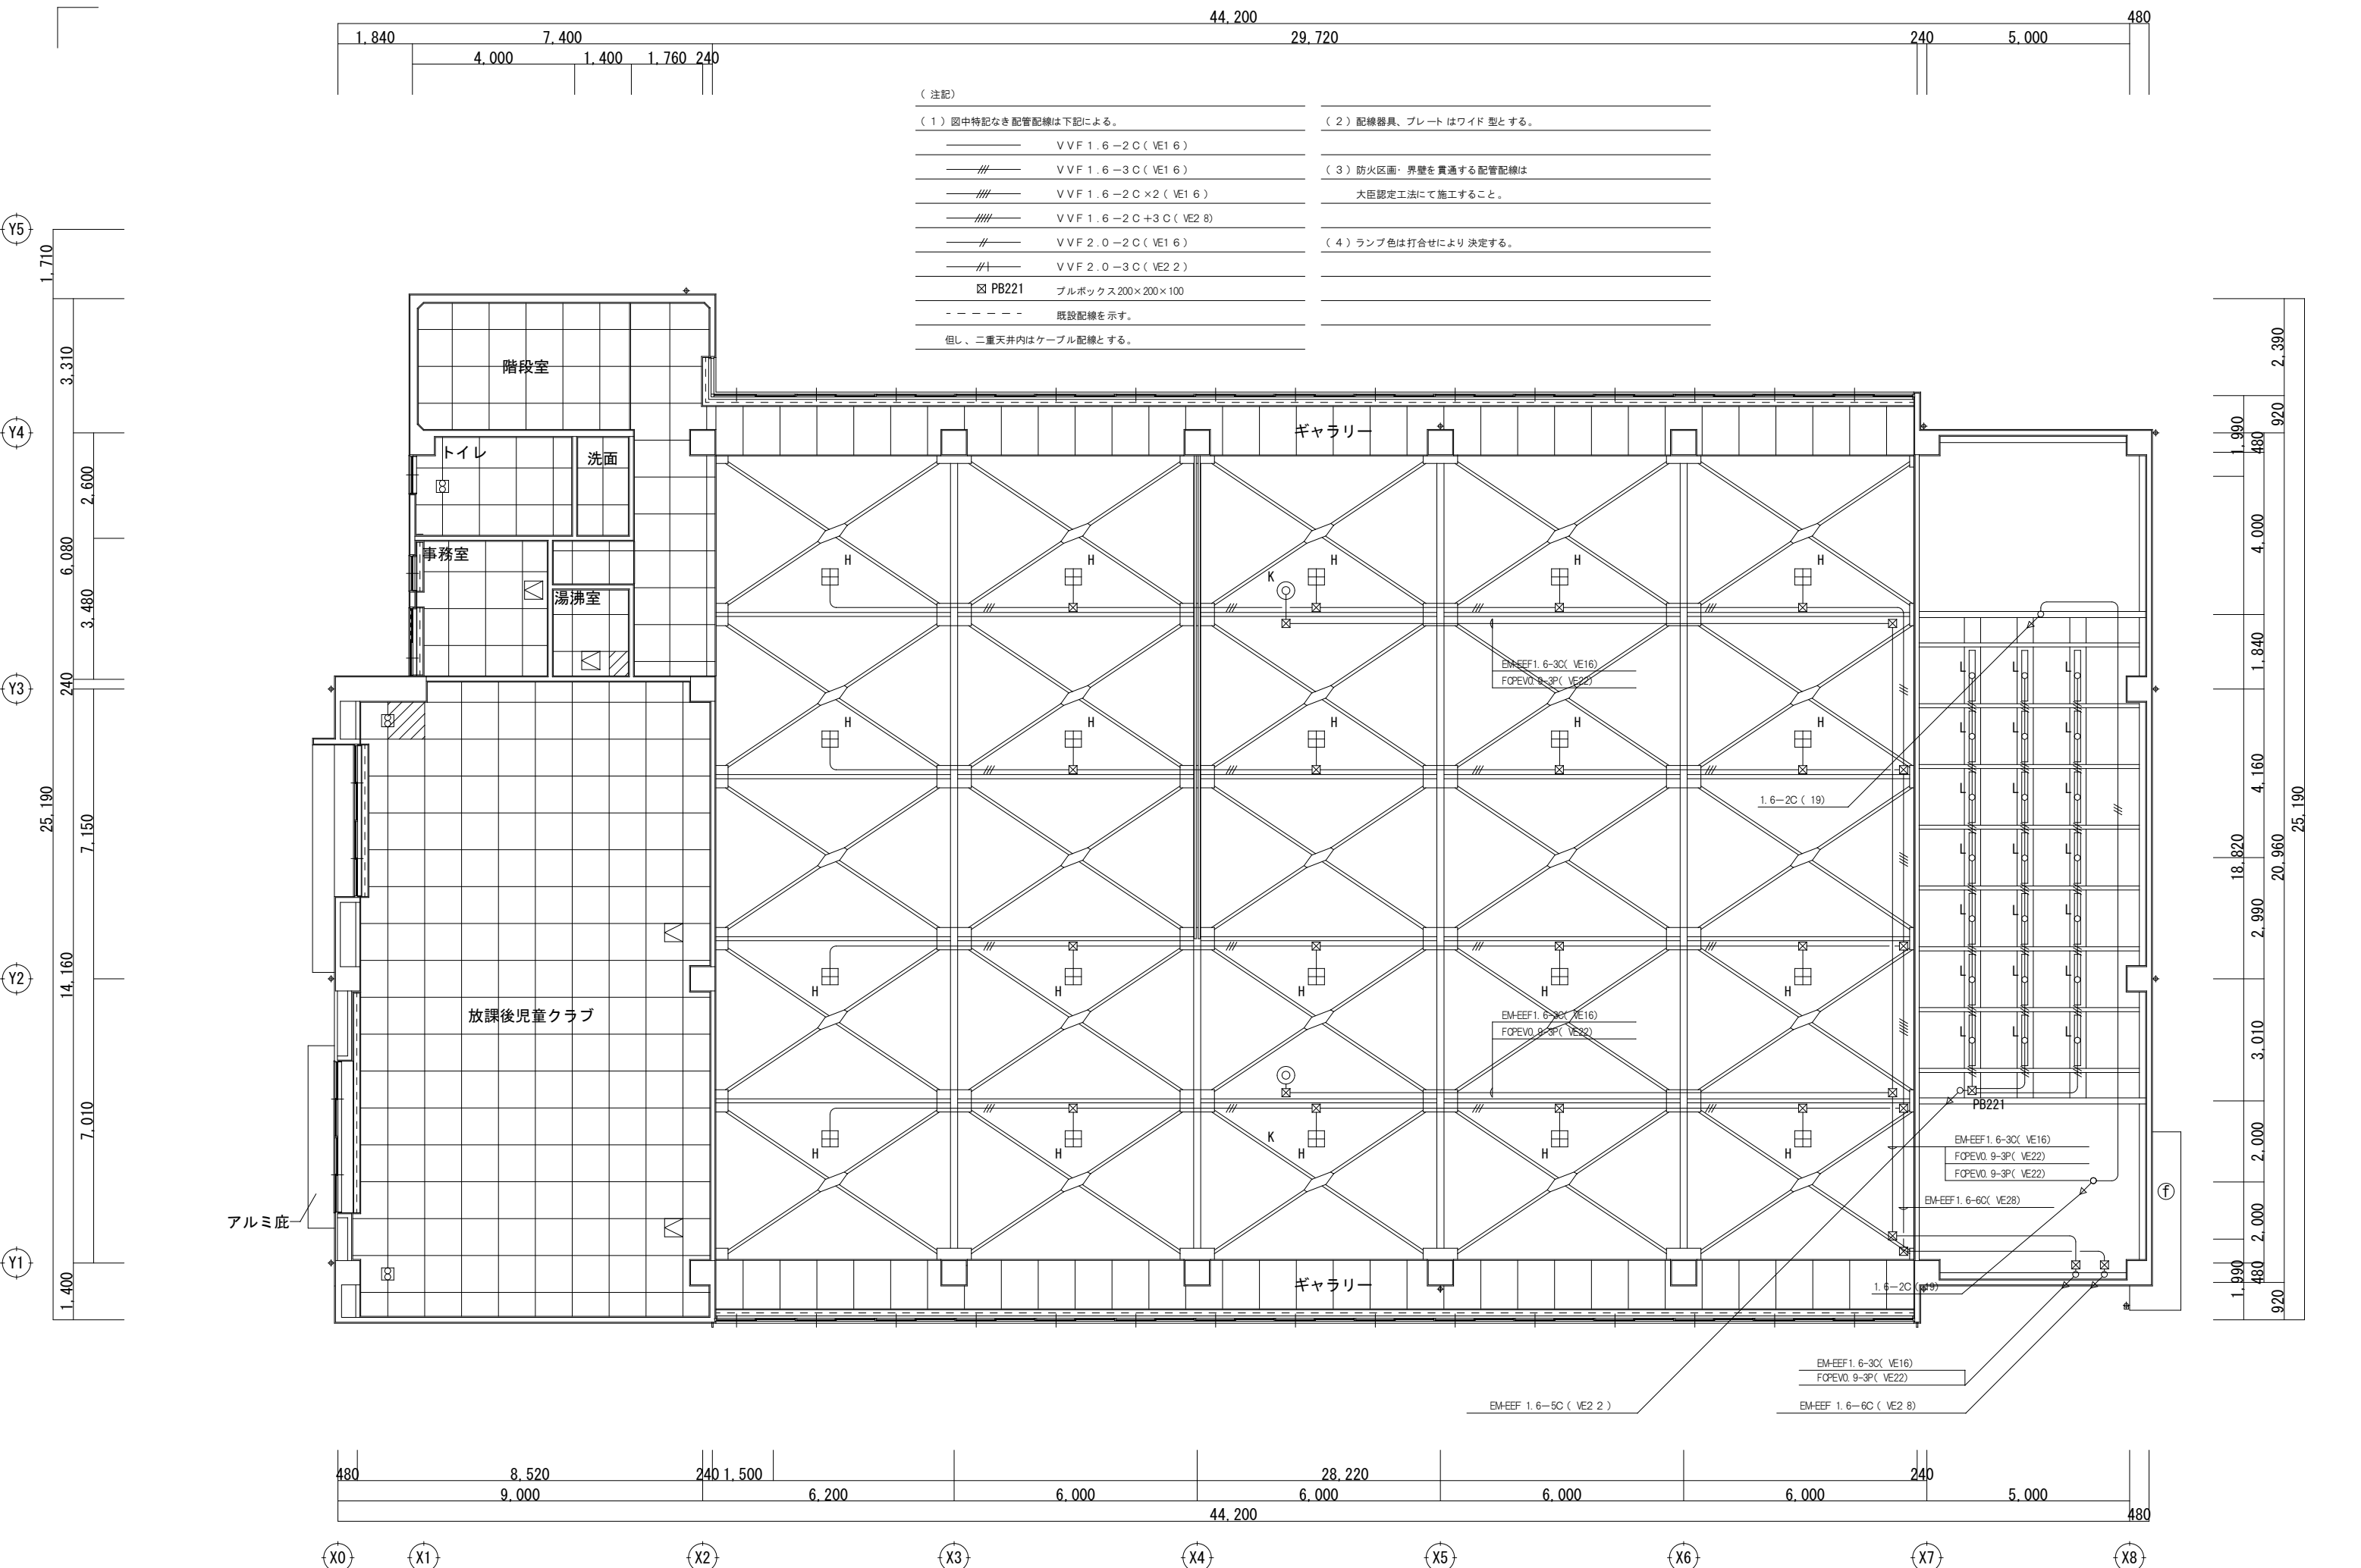 44,200
480
1,840
7,400
29,720
240
5,000
4,000
1,400
1,760
240
(注記)
(1)図中特記なき配管配線は下記による。
VVF1.6-2C(VE16)
VVF1.6-3C(VE16)
VVF1.6-2C×2(VE16)
VVF1.6-2C+3C(VE28)
VVF2.0-2C(VE16)
VVF2.0-3C(VE22)
PB221 プルボックス200×200×100
既設配線を示す。
但し、二重天井内はケーブル配線とする。
(2)配線器具、プレートはワイド型とする。
(3)防火区画・界壁を貫通する配管配線は
大臣認定工法にて施工すること。
(4)ランプ色は打合せにより決定する。
Y5
Y4
Y3
Y2
Y1
1,710
25,190
1,400
3,310
6,080
240
14,160
2,600
3,480
7,150
7,010
階段室
トイレ
洗面
事務室
湯沸室
放課後児童クラブ
アルミ庇
ギャラリー
H
H
H
H
H
K
EM-EEF1.6-3C(VE16)
FCPEV0.9-3P(VE22)
H
H
H
H
H
1.6-2C(19)
H
H
H
H
H
EM-EEF1.6-3C(VE16)
FCPEV0.9-3P(VE22)
K
H
H
H
H
H
ギャラリー
L L L
L L L
L L L
L L L
L L L
L L L
L L L
PB221
EM-EEF1.6-3C(VE16)
FCPEV0.9-3P(VE22)
FCPEV0.9-3P(VE22)
EM-EEF1.6-6C(VE28)
f
1.6-2C(19)
EM-EEF1.6-3C(VE16)
FCPEV0.9-3P(VE22)
EM-EEF 1.6-5C(VE22)
EM-EEF 1.6-6C(VE28)
2,390
920
1,990
480
4,000
1,840
4,160
2,990
3,010
2,000
2,000
480
1,990
920
18,820
20,960
25,190
480
8,520
240
1,500
28,220
240
9,000
6,200
6,000
6,000
6,000
6,000
5,000
44,200
480
X0
X1
X2
X3
X4
X5
X6
X7
X8